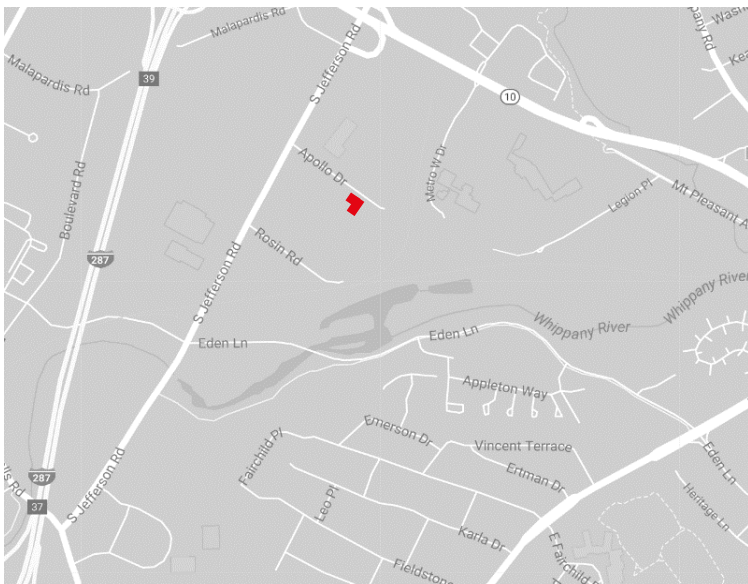 Malapardis Rd
Malapardis Rd
39
S Jefferson Rd
10
Boulevard Rd
Apollo Dr
Metro W Dr
Legion Pl
Mt Pleasant A
Rosin Rd
287
S Jefferson Rd
Whippany River
Whippany River
Eden Ln
Eden Ln
Appleton Way
Emerson Dr
Vincent Terrace
Fairchild Pl
Ertman Dr
Eden Ln
Leo Pl
S Jefferson Rd
287
37
Heritage Ln
Karla Dr
E Fairchild
Fieldstone